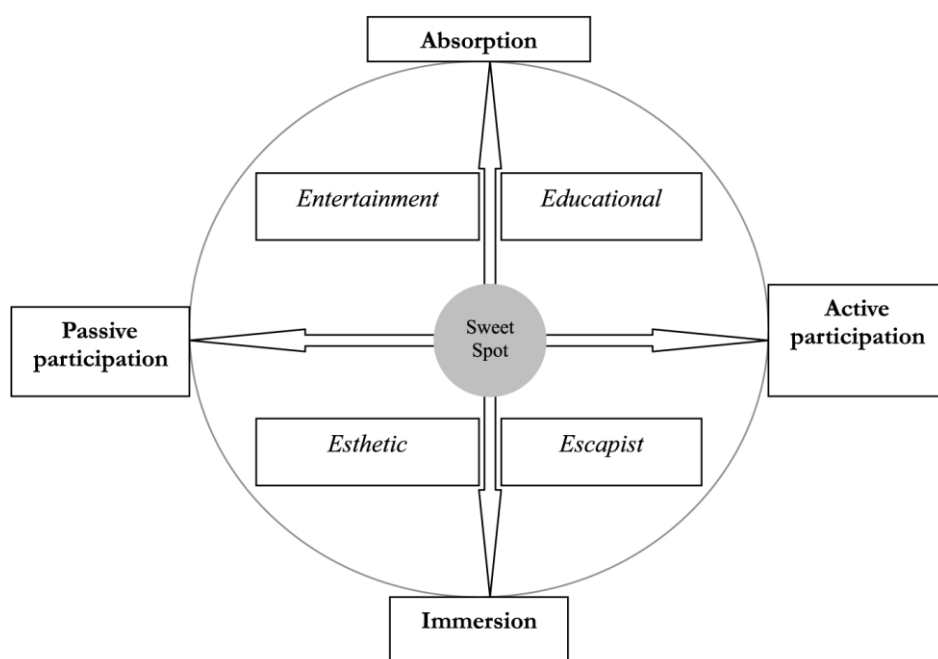 Absorption
Entertainment
Educational
Passive
participation
Sweet
Spot
Active
participation
Esthetic
Escapist
Immersion